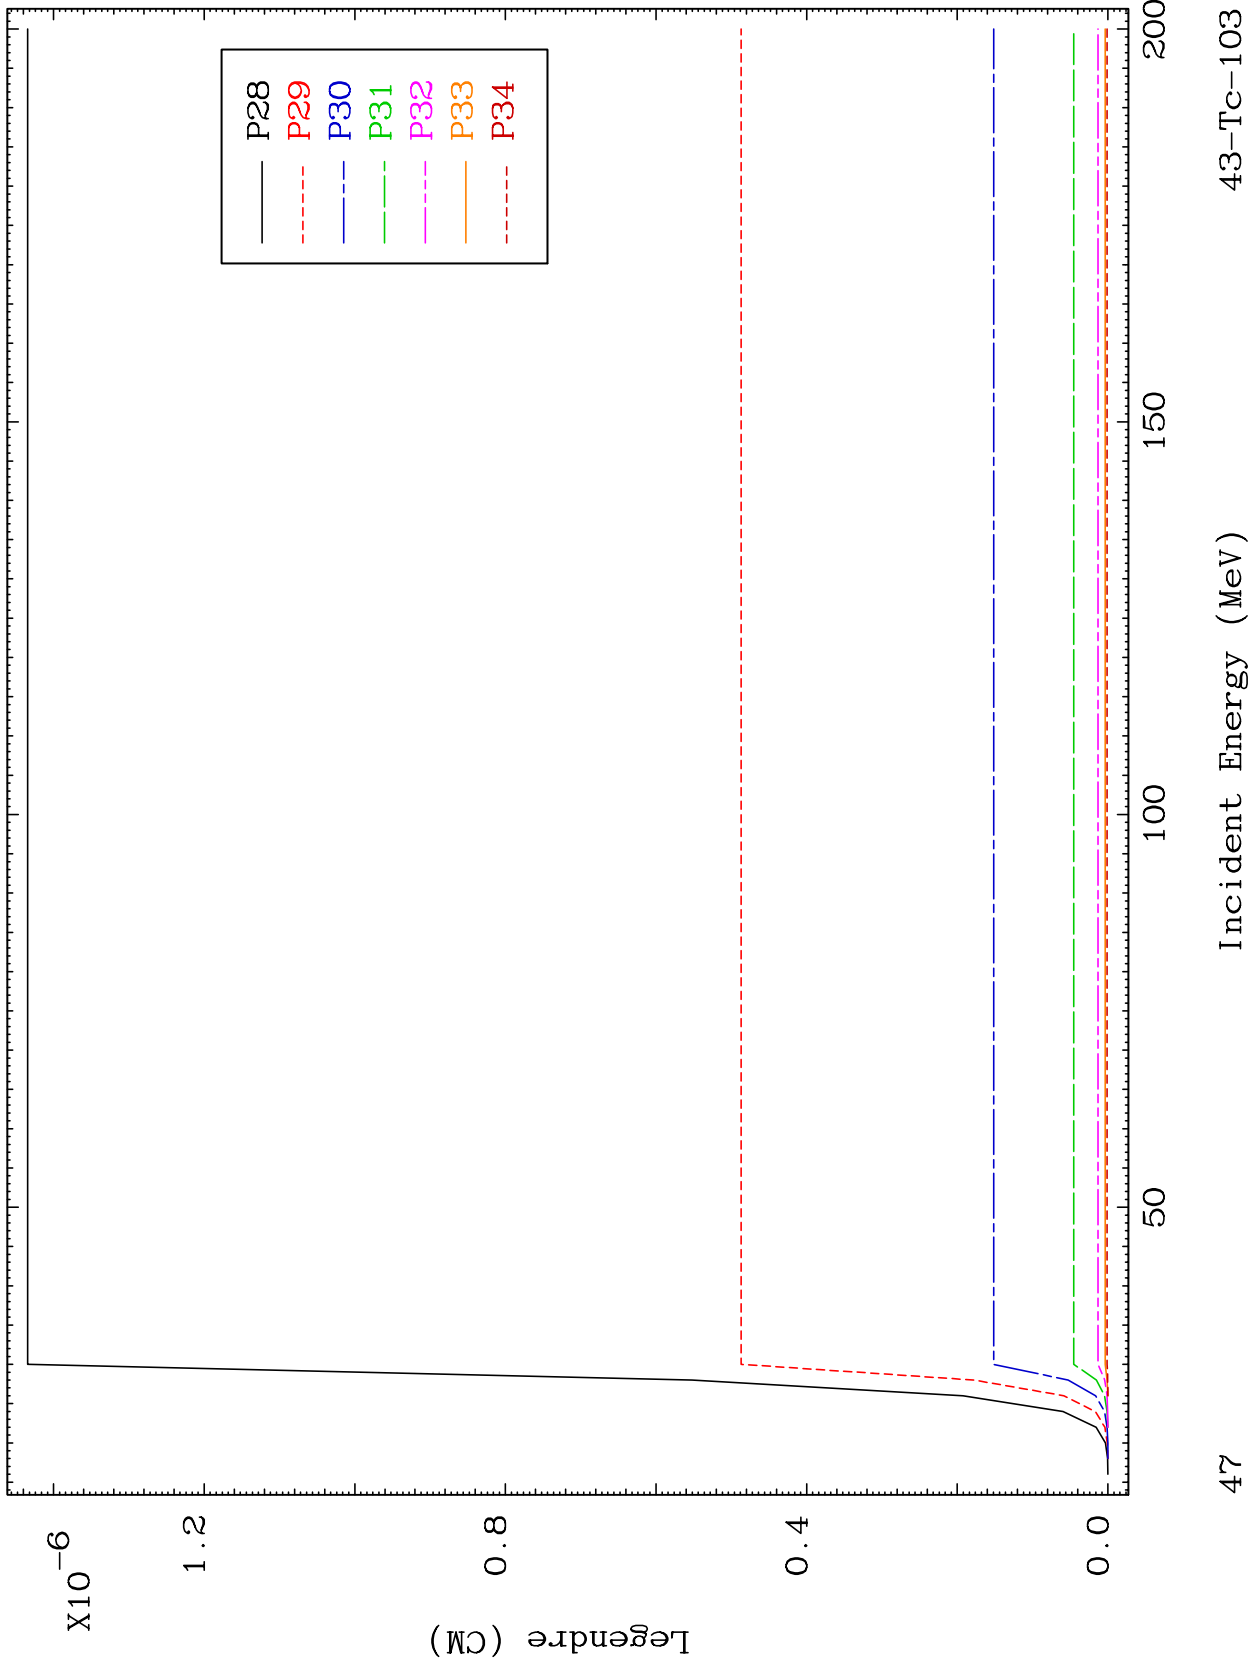 X10-6
1.2
0.8
0.4
0.0
Legendre (CM)
P28
P29
P30
P31
P32
P33
P34
50
100
150
200
Incident Energy (MeV)
47
43-Tc-103